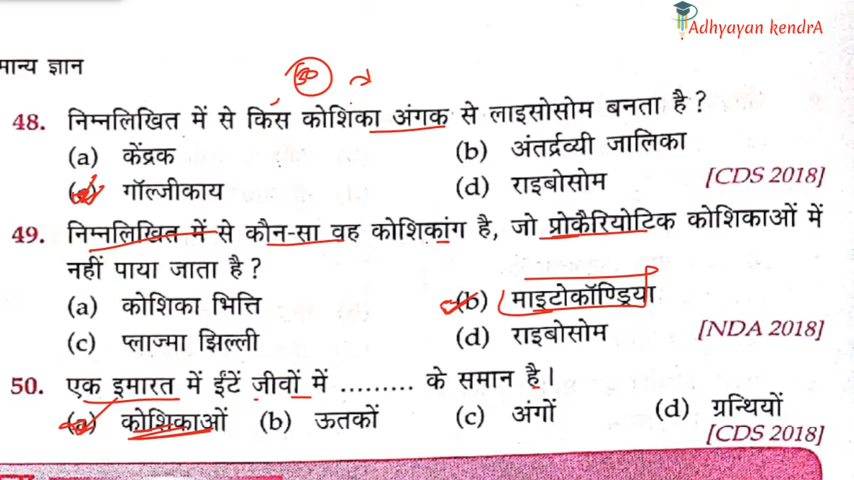 Adhyayan kendrA
मान्य ज्ञान
48. निम्नलिखित में से किस कोशिका अंगक से लाइसोसोम बनता है?
(a) केंद्रक (b) अंतर्द्रव्यी जालिका
(c) गॉल्जीकाय (d) राइबोसोम [CDS 2018]
49. निम्नलिखित में से कौन-सा वह कोशिकांग है, जो प्रोकैरियोटिक कोशिकाओं में
नहीं पाया जाता है?
(a) कोशिका भित्ति (b) माइटोकॉण्ड्रिया
(c) प्लाज्मा झिल्ली (d) राइबोसोम [NDA 2018]
50. एक इमारत में ईंटें जीवों में ......... के समान है।
(a) कोशिकाओं (b) ऊतकों (c) अंगों (d) ग्रन्थियों
[CDS 2018]